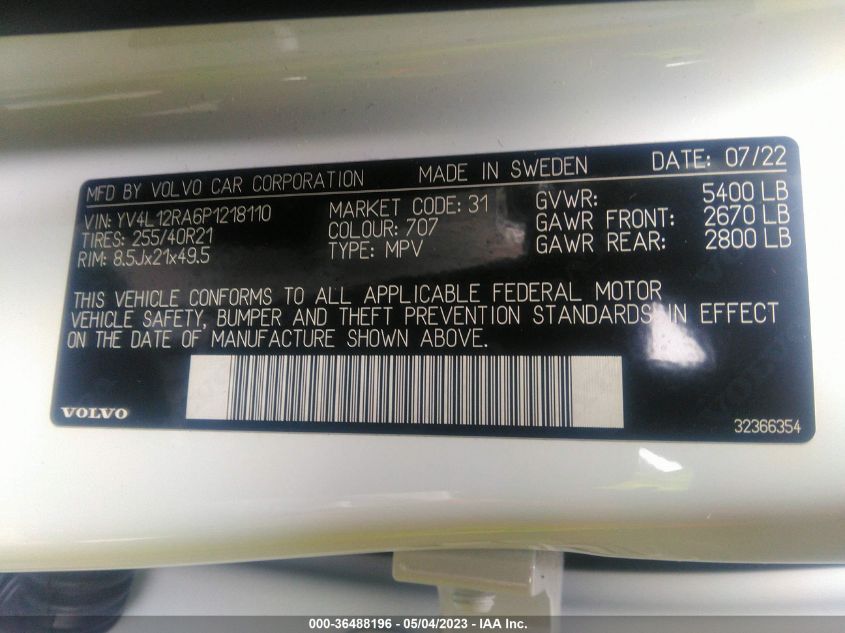 MFD BY VOLVO CAR CORPORATION MADE IN SWEDEN DATE: 07/22
VIN: YV4L12RA6P1218110 MARKET CODE: 31 GVWR: 5400 LB
TIRES: 255/40R21 COLOUR: 707 GAWR FRONT: 2670 LB
RIM: 8.5Jx21x49.5 TYPE: MPV GAWR REAR: 2800 LB
THIS VEHICLE CONFORMS TO ALL APPLICABLE FEDERAL MOTOR
VEHICLE SAFETY, BUMPER AND THEFT PREVENTION STANDARDS IN EFFECT
ON THE DATE OF MANUFACTURE SHOWN ABOVE.
VOLVO
32366354
000-36488196 - 05/04/2023 - IAA Inc.